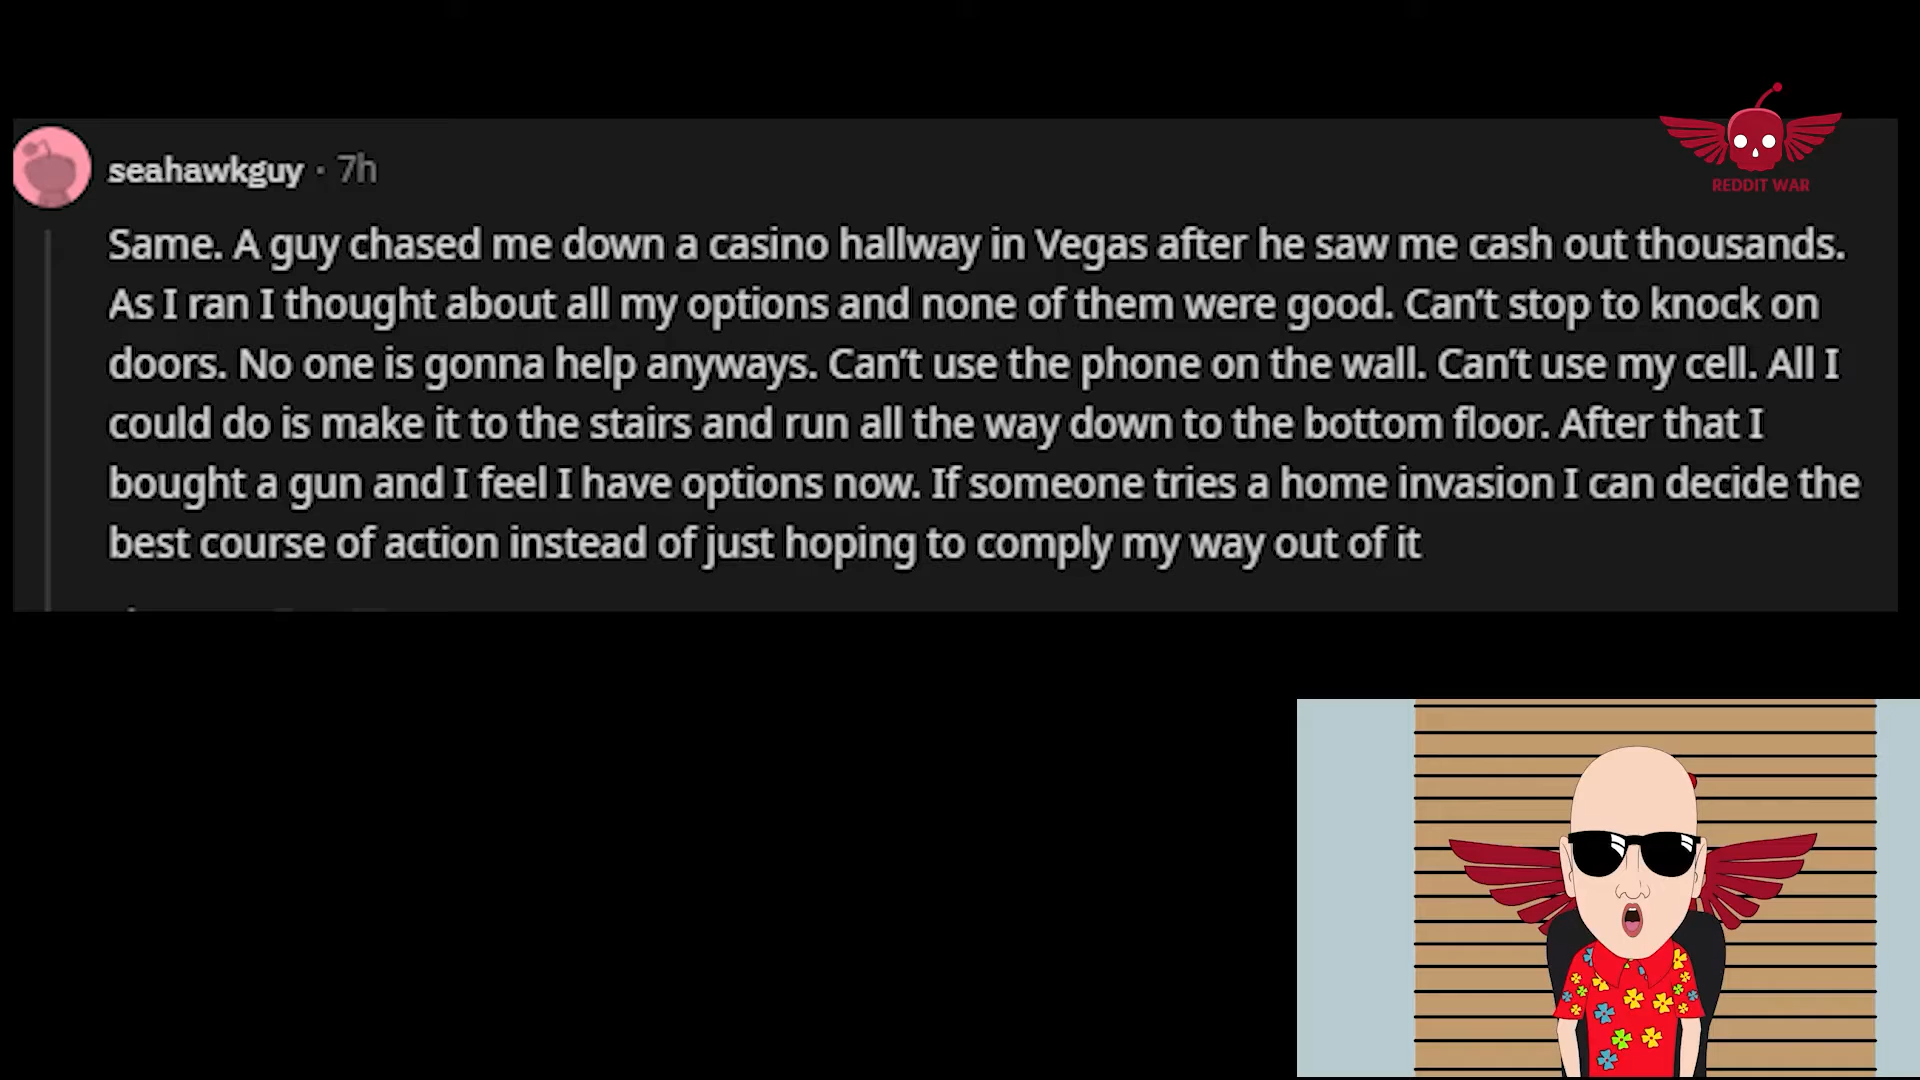 REDDIT WAR
seahawkguy · 7h
Same. A guy chased me down a casino hallway in Vegas after he saw me cash out thousands.
As I ran I thought about all my options and none of them were good. Can't stop to knock on
doors. No one is gonna help anyways. Can't use the phone on the wall. Can't use my cell. All I
could do is make it to the stairs and run all the way down to the bottom floor. After that I
bought a gun and I feel I have options now. If someone tries a home invasion I can decide the
best course of action instead of just hoping to comply my way out of it